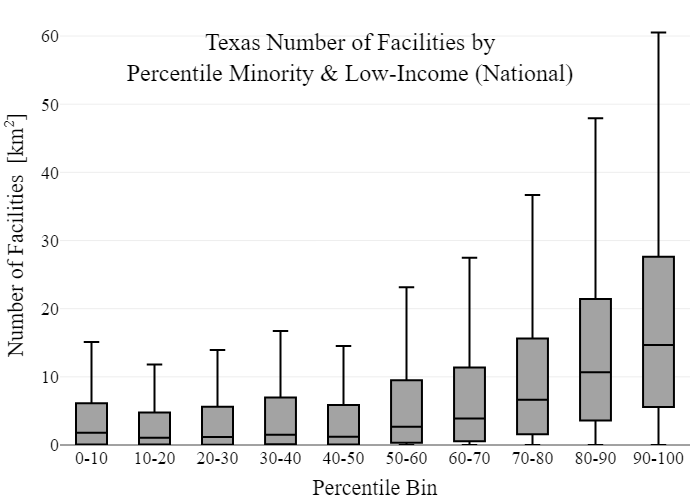 Texas Number of Facilities by
Percentile Minority & Low-Income (National)
Number of Facilities [km²]
60
50
40
30
20
10
0
0-10 10-20 20-30 30-40 40-50 50-60 60-70 70-80 80-90 90-100
Percentile Bin